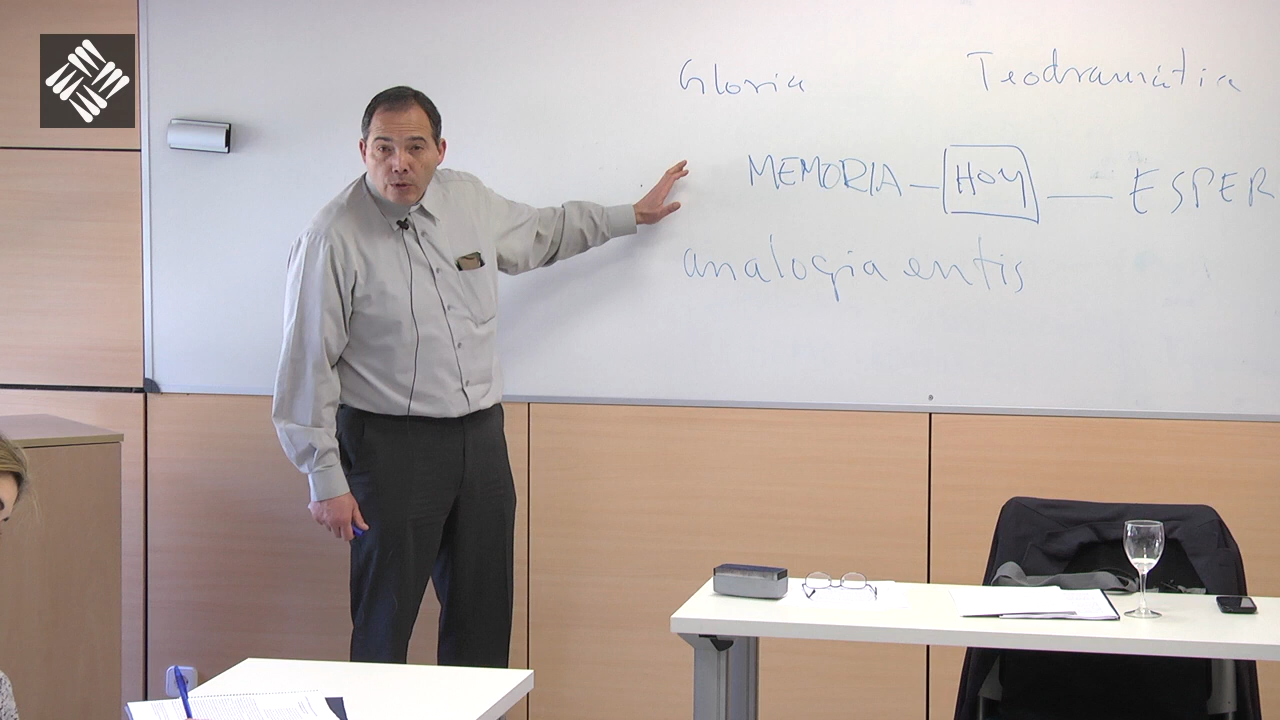 Gloria Teodramática
MEMORIA — HOY — ESPER
analogia entis